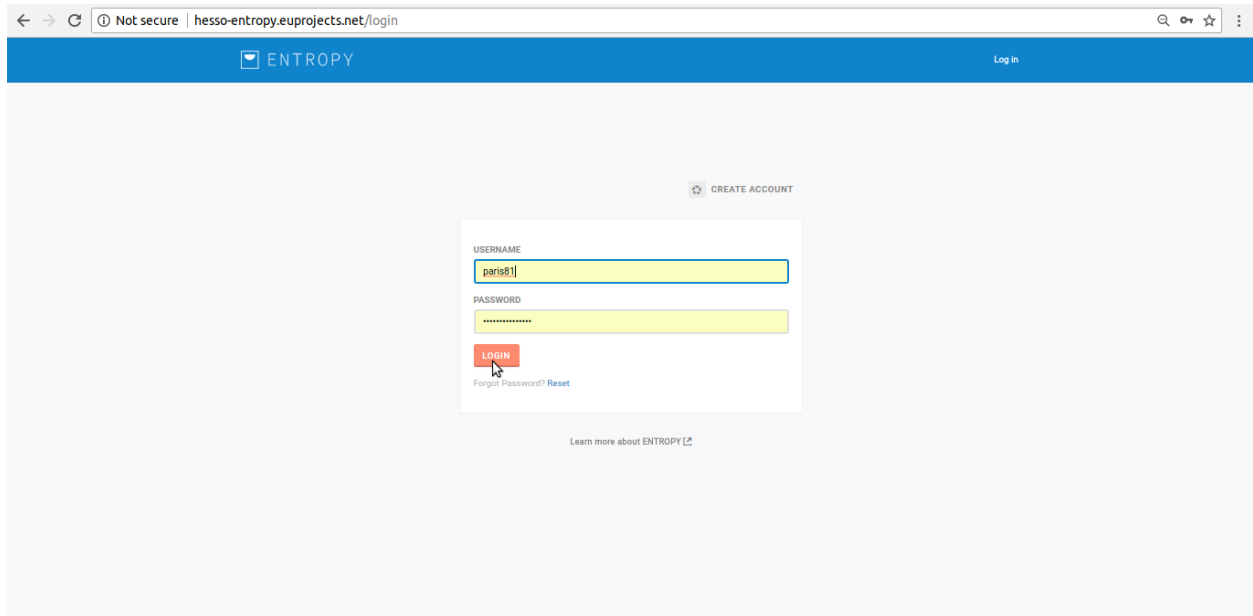 Not secure | hesso-entropy.euprojects.net/login
ENTROPY
Log in
CREATE ACCOUNT
USERNAME
paris81
PASSWORD
•••••••••••••••
LOGIN
Forgot Password? Reset
Learn more about ENTROPY